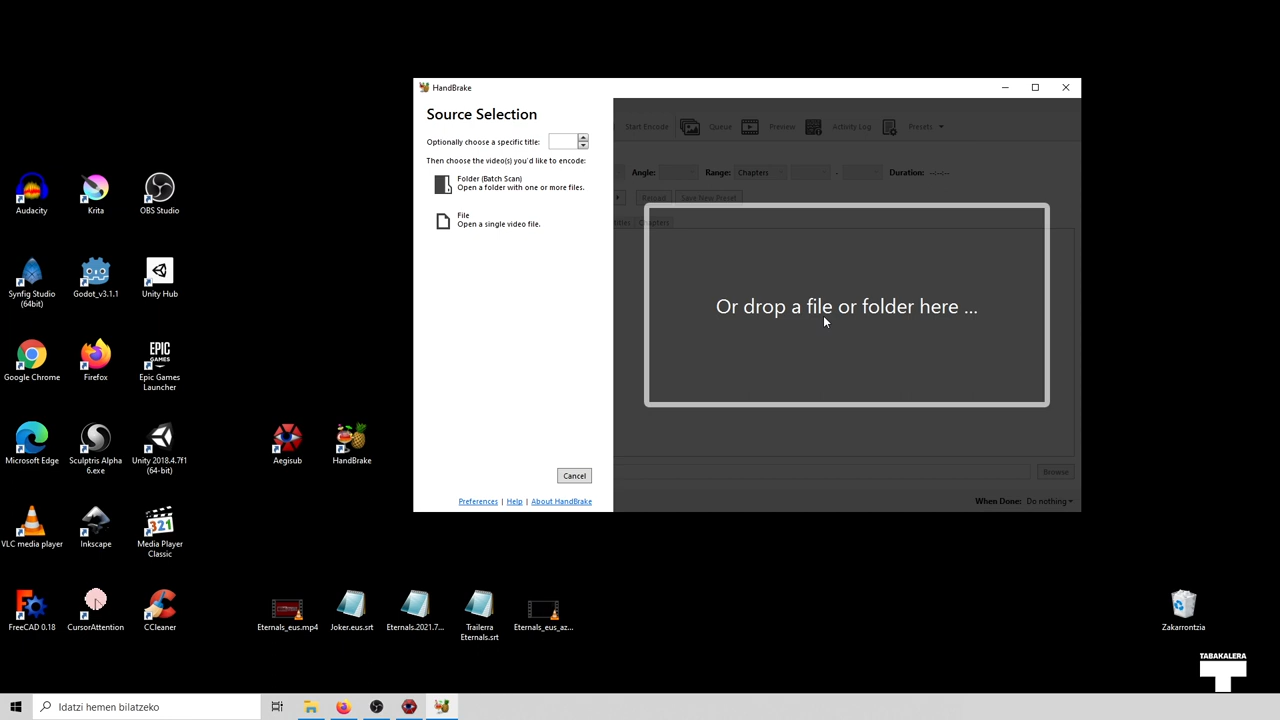 HandBrake
Source Selection
Optionally choose a specific title:
Then choose the video(s) you'd like to encode:
Folder (Batch Scan)
Open a folder with one or more files.
File
Open a single video file.
Cancel
Preferences | Help | About HandBrake
Start Encode
Queue
Preview
Activity Log
Presets
Angle:
Range:
Chapters
-
Duration:
--:--:--
Reload
Save New Preset
Chapters
Or drop a file or folder here ...
Browse
When Done:
Do nothing
Audacity
Krita
OBS Studio
Synfig Studio
(64bit)
Godot_v3.1.1
Unity Hub
Google Chrome
Firefox
EPIC
GAMES
Epic Games
Launcher
Microsoft Edge
Sculptris Alpha
6.exe
Unity 2018.4.7f1
(64-bit)
Aegisub
HandBrake
VLC media player
Inkscape
321
Media Player
Classic
FreeCAD 0.18
CursorAttention
CCleaner
Eternals_eus.mp4
Joker.eus.srt
Eternals.2021.7...
Trailerra
Eternals.srt
Eternals_eus_az...
Zakarrontzia
TABAKALERA
Idatzi hemen bilatzeko